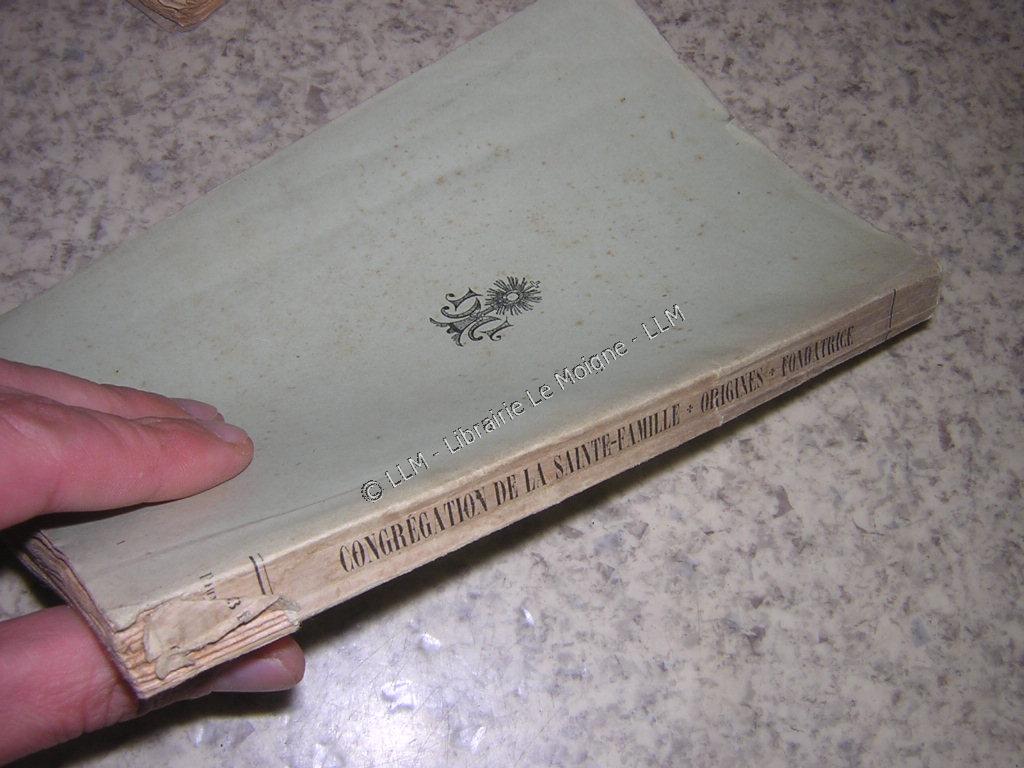 © LLM - Librairie Le Moigne - LLM
CONGRÉGATION DE LA SAINTE-FAMILLE * ORIGINES * FONDATRICE